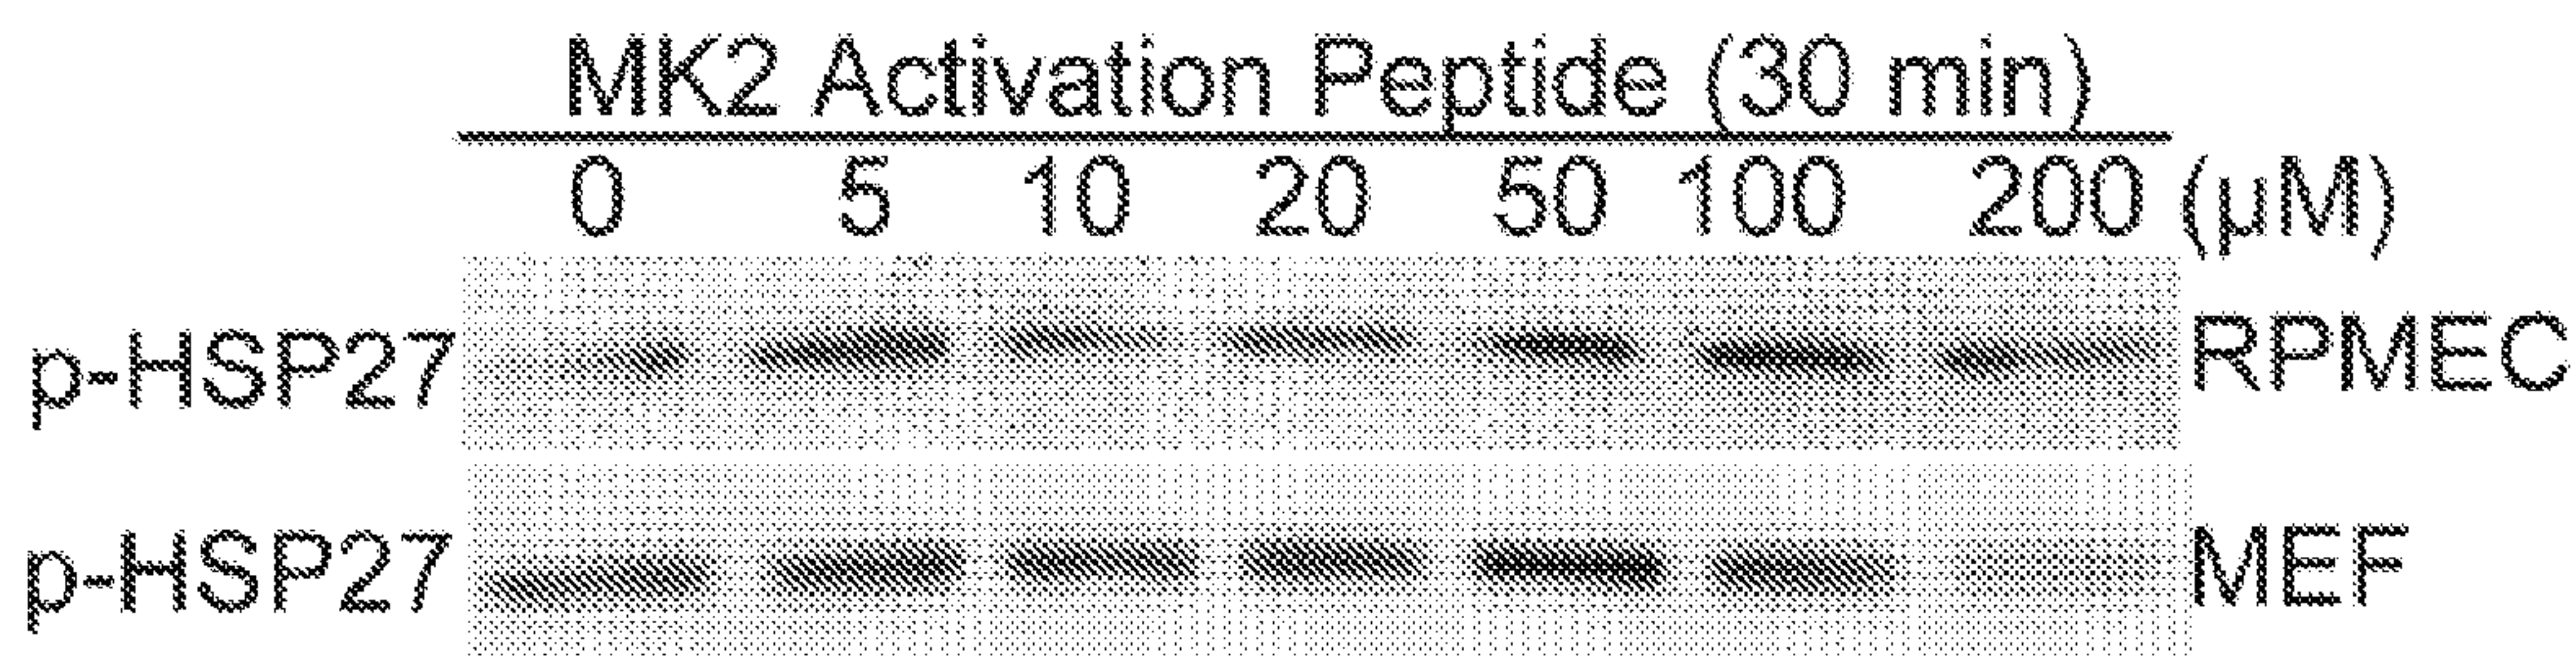 MK2 Activation Peptide (30 min)
0 5 10 20 50 100 200 (µM)
p-HSP27 RPMEC
p-HSP27 MEF